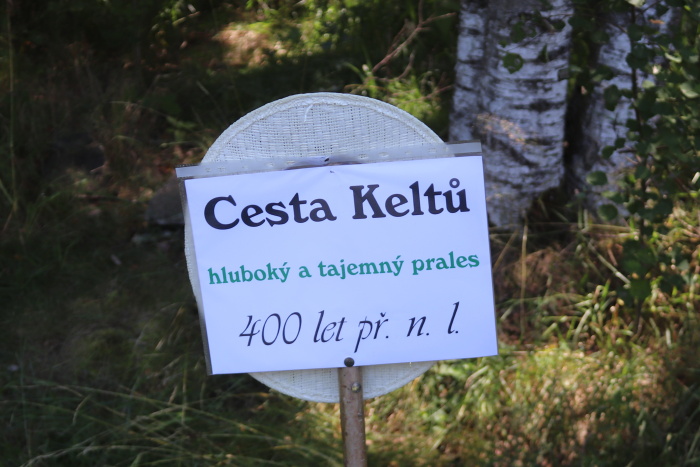 Cesta Keltů
hluboký a tajemný prales
400 let př. n. l.